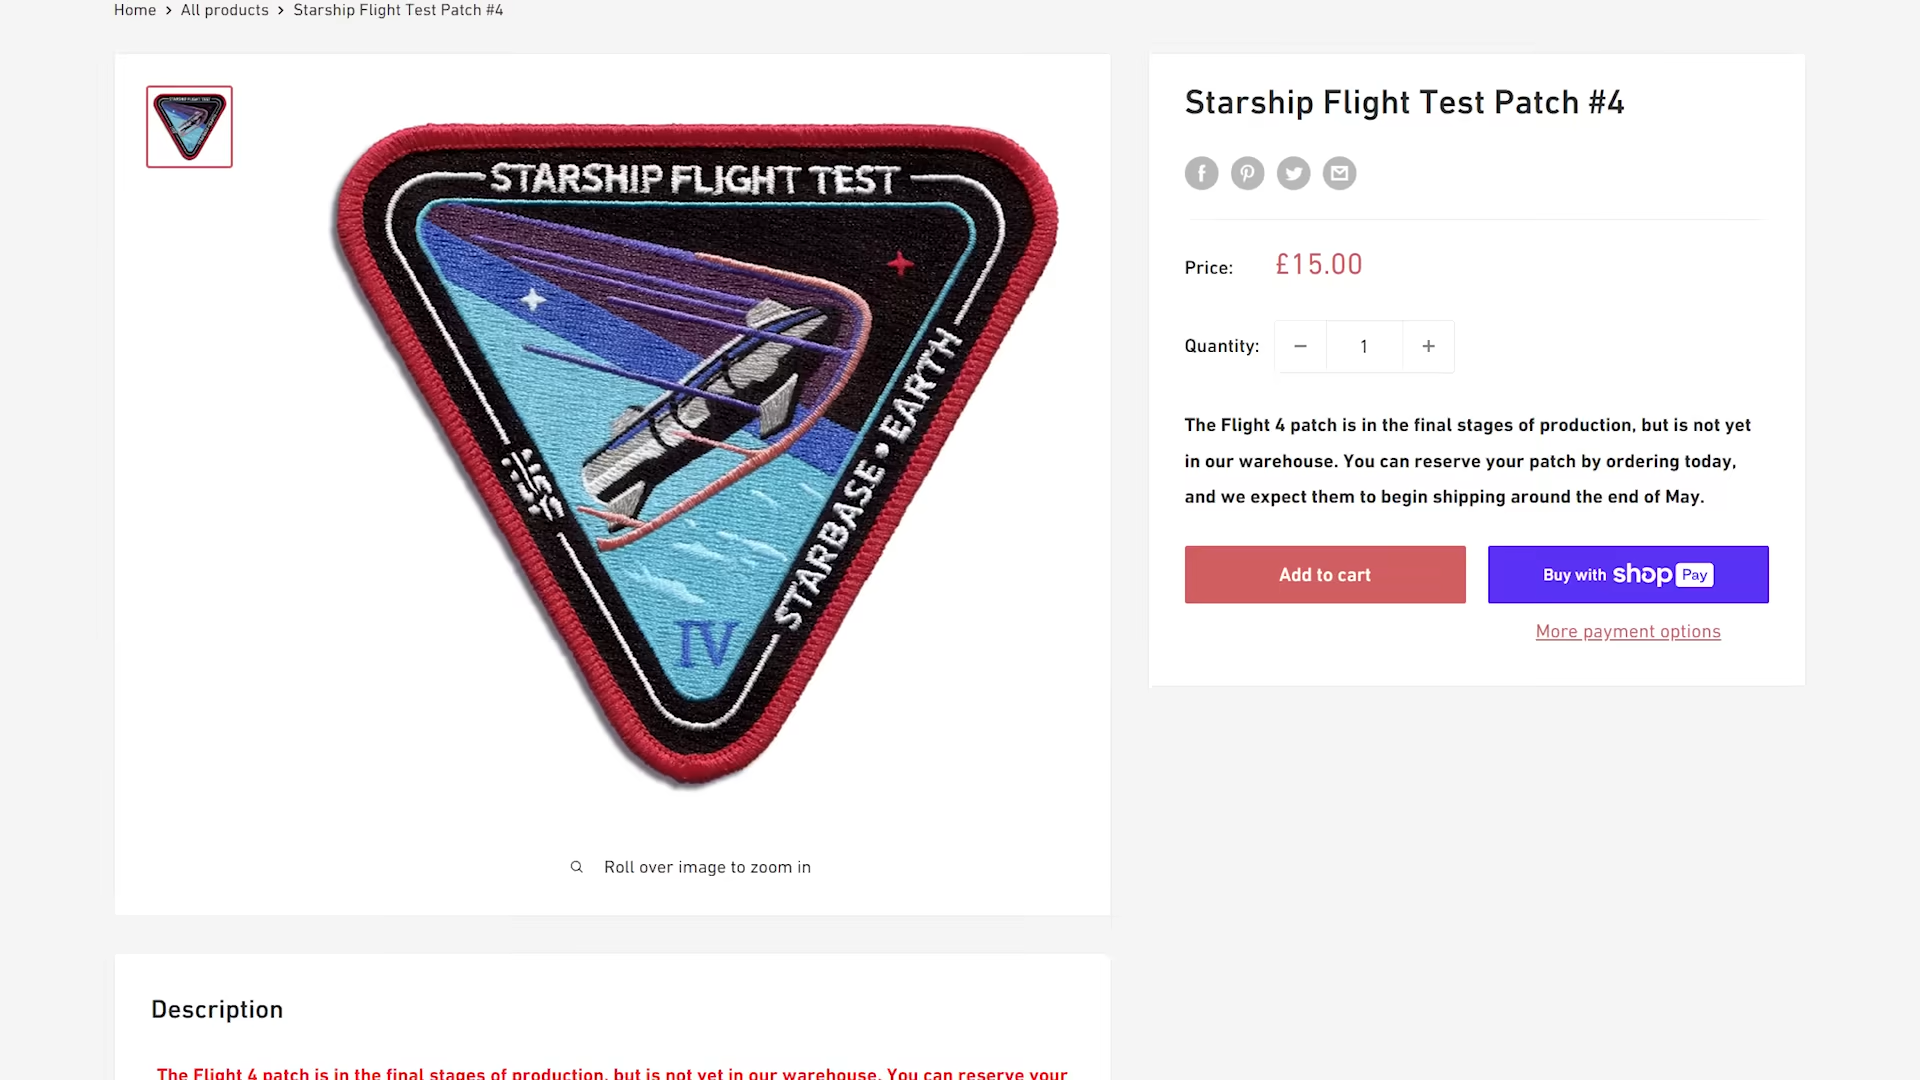 Home > All products > Starship Flight Test Patch #4
STARSHIP FLIGHT TEST
STARBASE • EARTH
IV
Roll over image to zoom in
Starship Flight Test Patch #4
Price: £15.00
Quantity: − 1 +
The Flight 4 patch is in the final stages of production, but is not yet
in our warehouse. You can reserve your patch by ordering today,
and we expect them to begin shipping around the end of May.
Add to cart
Buy with shop Pay
More payment options
Description
The Flight 4 patch is in the final stages of production, but is not yet in our warehouse. You can reserve your